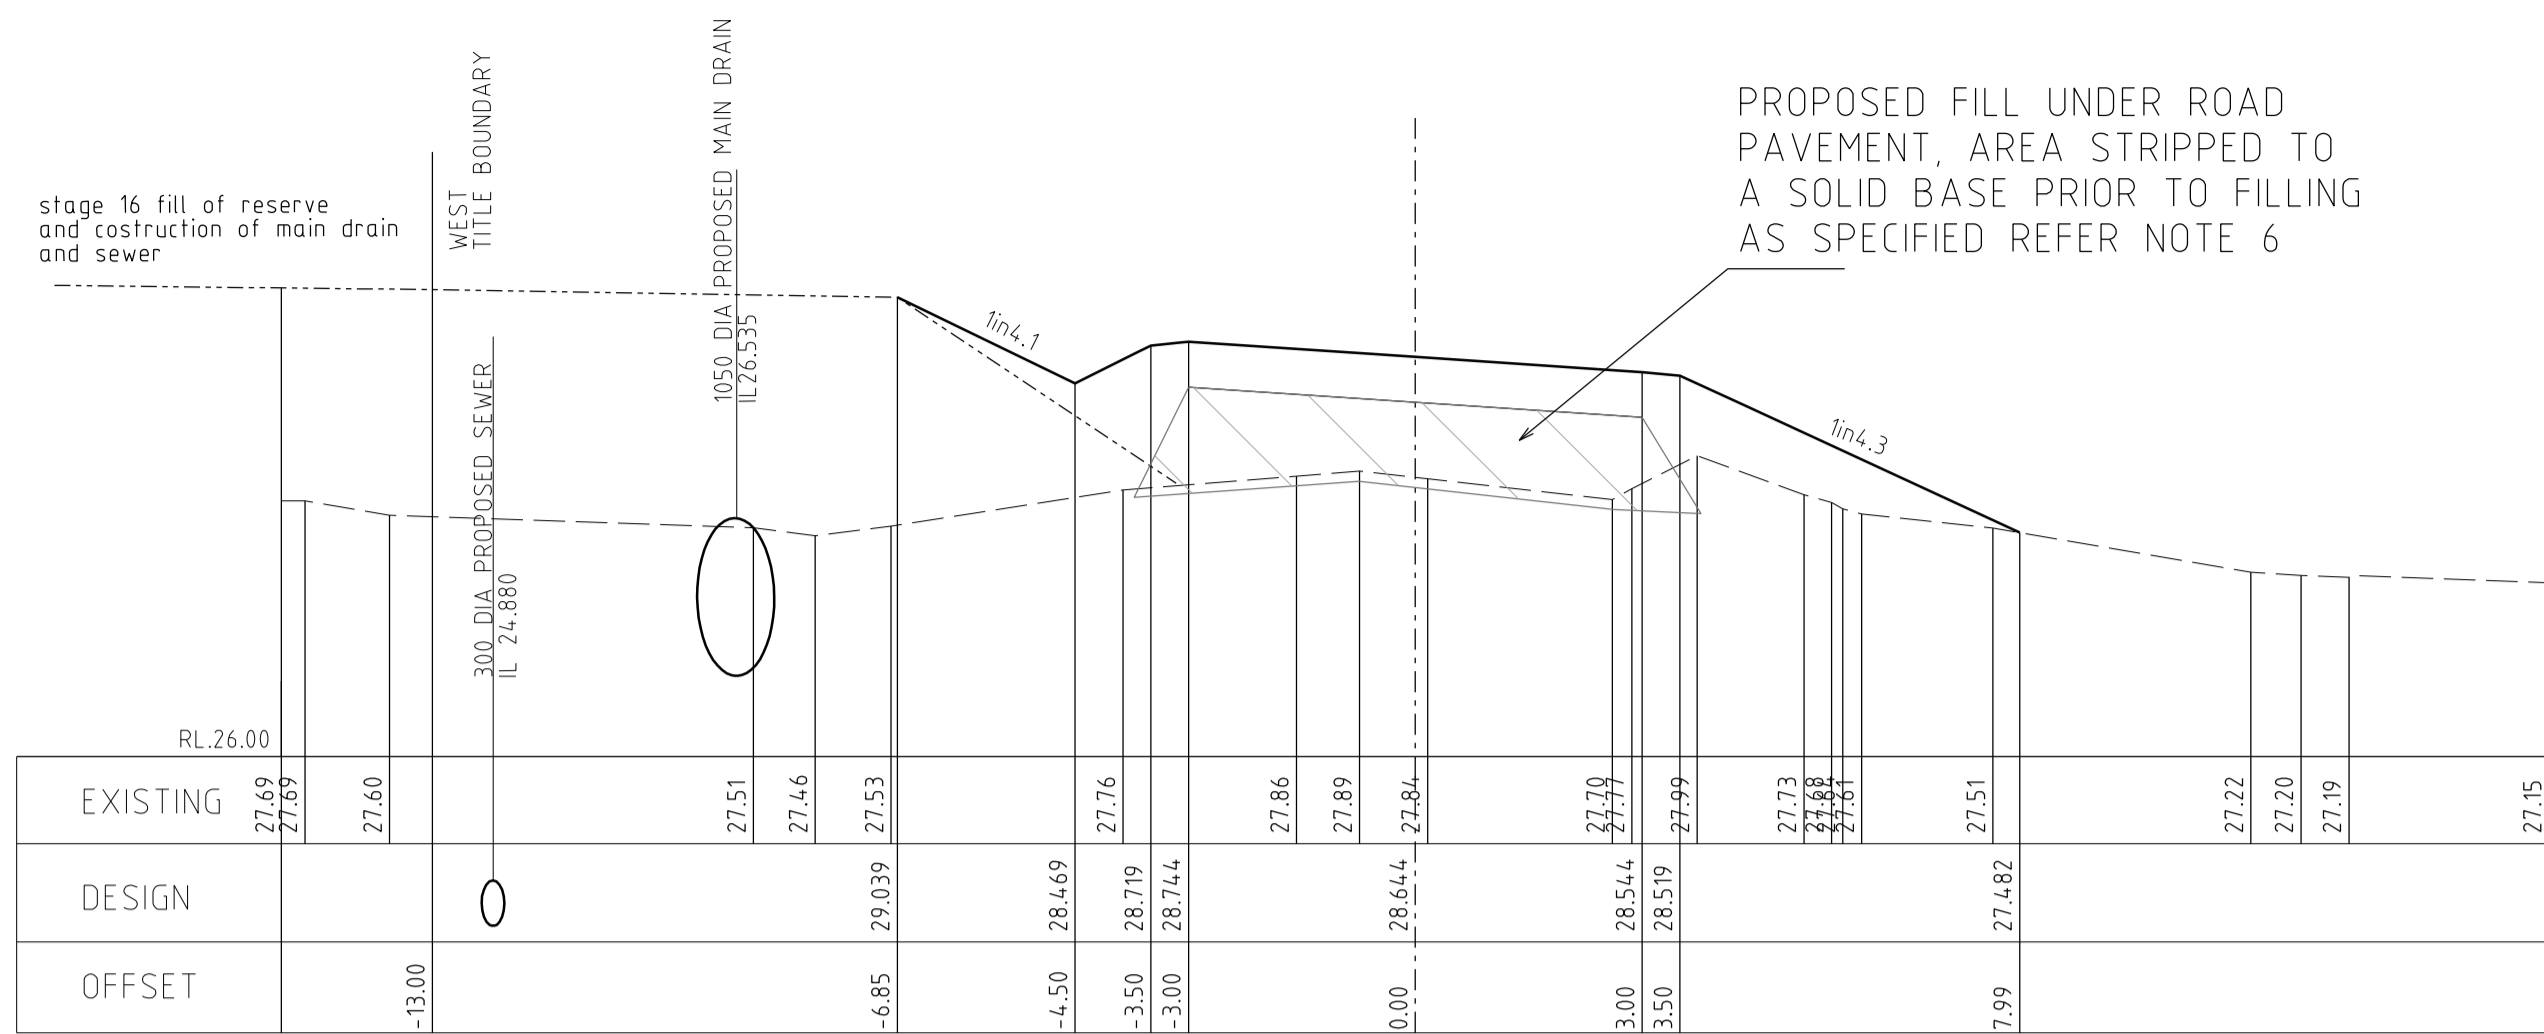 PROPOSED FILL UNDER ROAD
PAVEMENT, AREA STRIPPED TO
A SOLID BASE PRIOR TO FILLING
AS SPECIFIED REFER NOTE 6
stage 16 fill of reserve
and costruction of main drain
and sewer
WEST
TITLE BOUNDARY
300 DIA PROPOSED SEWER
IL 24.880
1050 DIA PROPOSED MAIN DRAIN
IL26.535
1in4.1
1in4.3
RL.26.00
EXISTING
27.69
27.69
27.60
27.51
27.46
27.53
27.76
27.86
27.89
27.84
27.70
27.77
27.99
27.73
27.68
27.64
27.61
27.51
27.22
27.20
27.19
27.15
DESIGN
29.039
28.469
28.719
28.744
28.644
28.544
28.519
27.482
OFFSET
-13.00
-6.85
-4.50
-3.50
-3.00
0.00
3.00
3.50
7.99